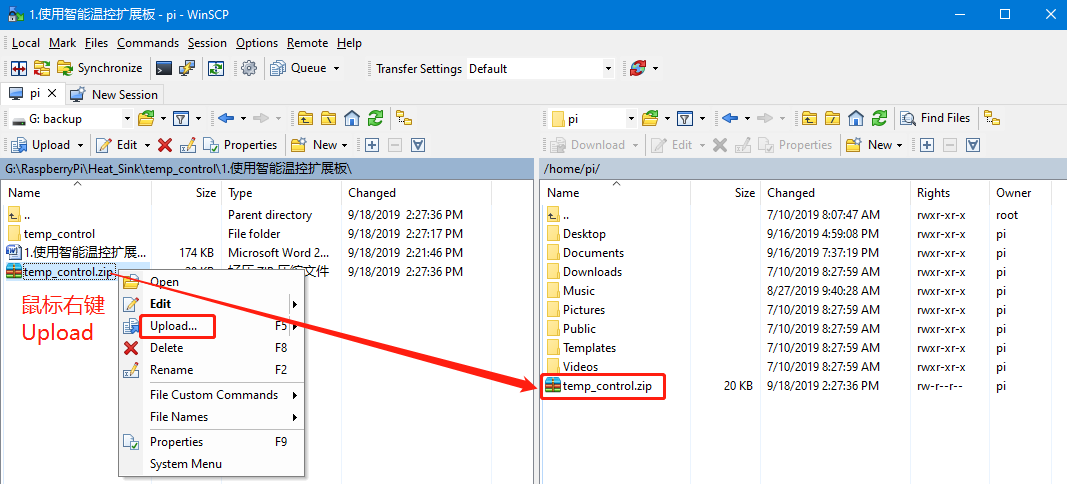 1.使用智能温控扩展板 - pi - WinSCP
Local Mark Files Commands Session Options Remote Help
Synchronize Queue Transfer Settings Default
pi New Session
G: backup pi Find Files
Upload Edit Properties New Download Edit Properties New
G:\RaspberryPi\Heat_Sink\temp_control\1.使用智能温控扩展板\ /home/pi/
Name Size Type Changed Name Size Changed Rights Owner
.. Parent directory 9/18/2019 2:27:36 PM .. 7/10/2019 8:07:47 AM rwxr-xr-x root
temp_control File folder 9/18/2019 2:27:17 PM Desktop 9/16/2019 4:59:08 PM rwxr-xr-x pi
1.使用智能温控扩展... 174 KB Microsoft Word 2... 9/18/2019 2:21:46 PM Documents 9/16/2019 7:37:19 PM rwxr-xr-x pi
temp_control.zip KB ZIP 压缩文件 9/18/2019 2:27:36 PM Downloads 7/10/2019 8:27:59 AM rwxr-xr-x pi
Open Music 8/27/2019 9:40:28 AM rwxr-xr-x pi
鼠标右键 Edit Pictures 7/10/2019 8:27:59 AM rwxr-xr-x pi
Upload Upload... F5 Public 7/10/2019 8:27:59 AM rwxr-xr-x pi
Delete F8 Templates 7/10/2019 8:27:59 AM rwxr-xr-x pi
Rename F2 Videos 7/10/2019 8:27:59 AM rwxr-xr-x pi
temp_control.zip 20 KB 9/18/2019 2:27:36 PM rw-r--r-- pi
File Custom Commands
File Names
Properties F9
System Menu